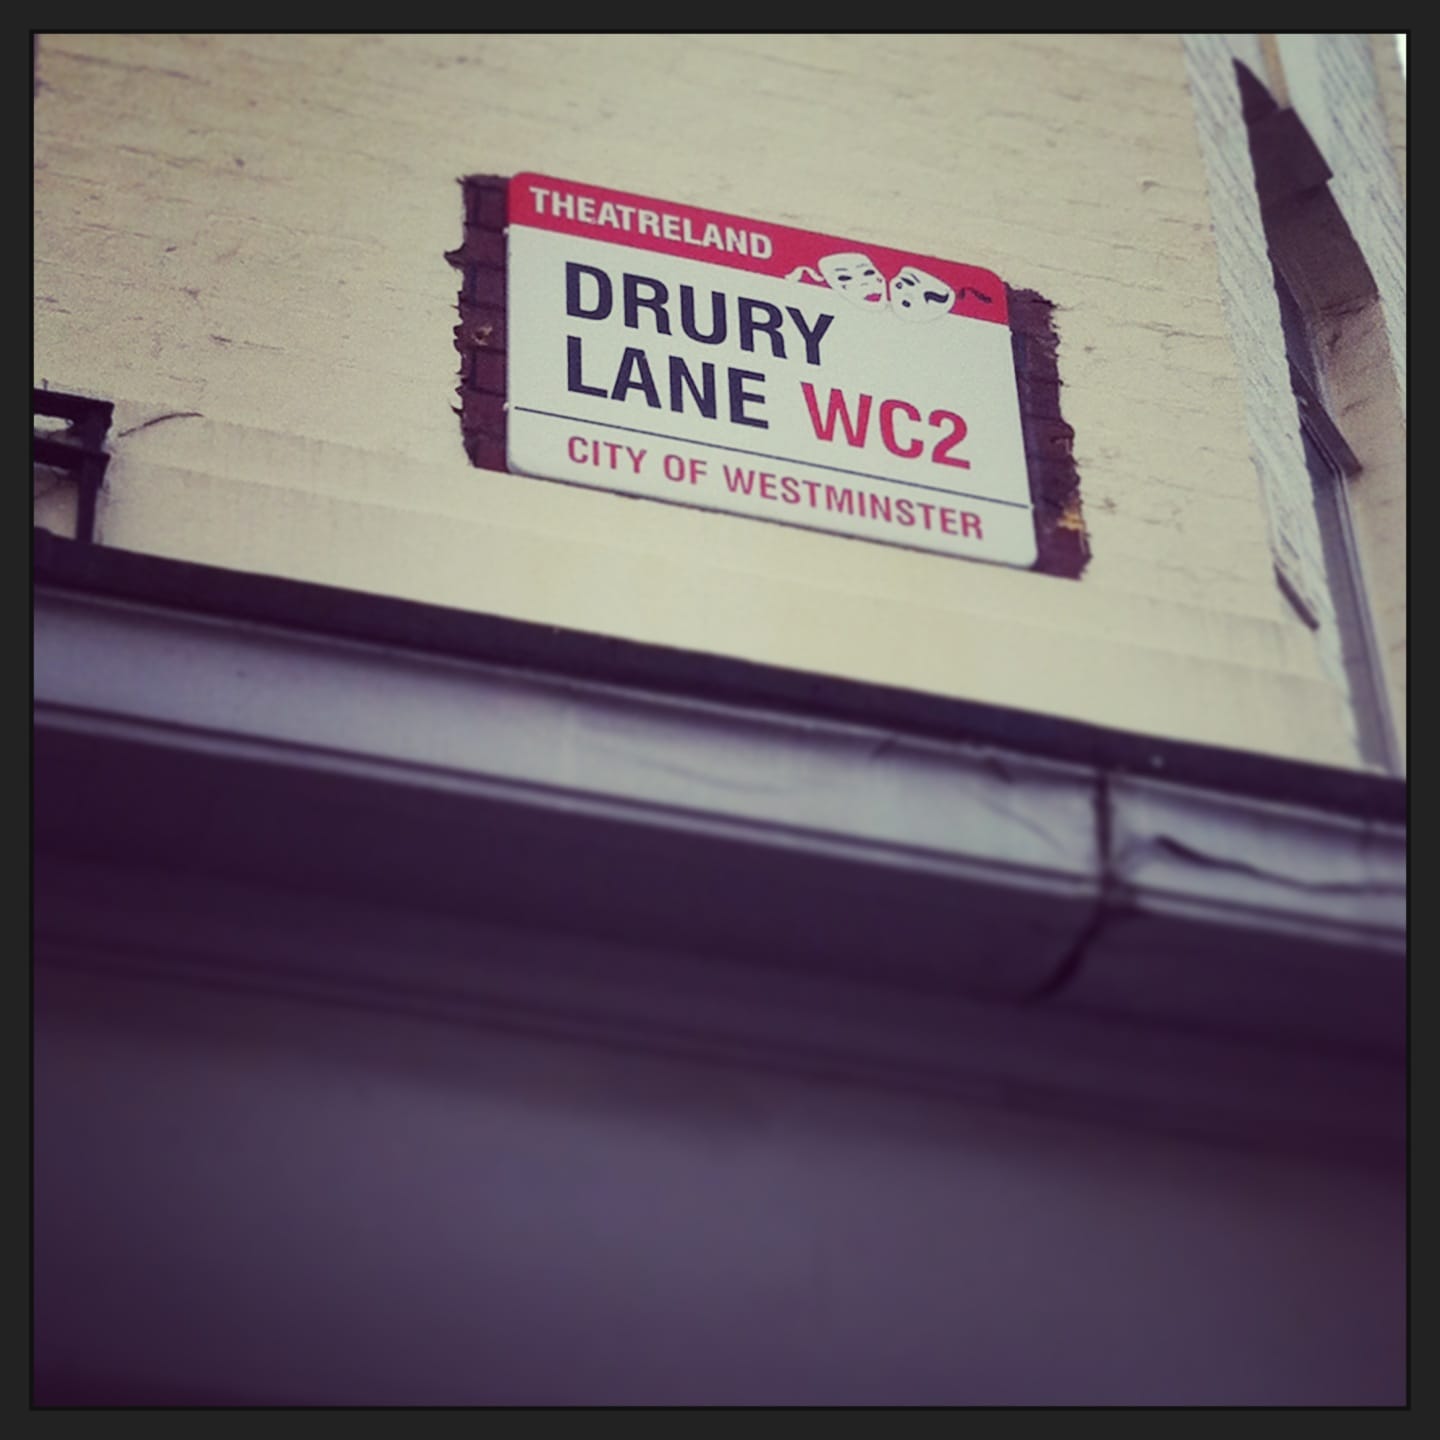 THEATRELAND
DRURY
LANE WC2
CITY OF WESTMINSTER